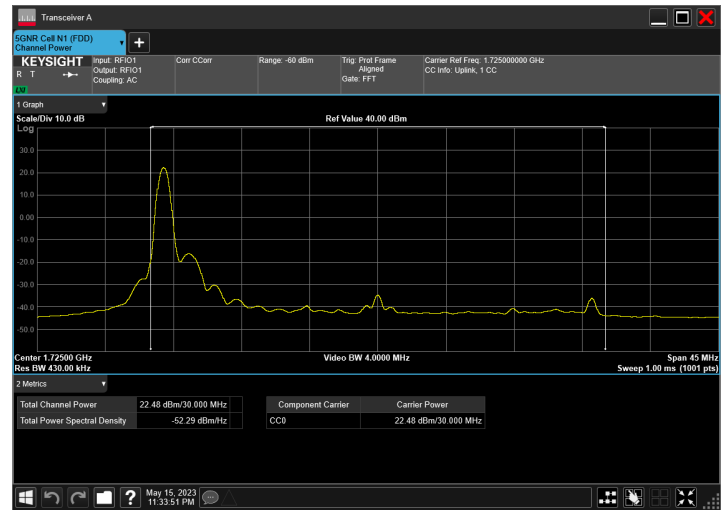 Transceiver A
5GNR Cell N1 (FDD)
Channel Power
KEYSIGHT
R T
LXI
Input: RFIO1
Output: RFIO1
Coupling: AC
Corr CCorr
Range: -60 dBm
Trig: Prot Frame
Aligned
Gate: FFT
Carrier Ref Freq: 1.725000000 GHz
CC Info: Uplink, 1 CC
1 Graph
Scale/Div 10.0 dB
Ref Value 40.00 dBm
Log
30.0
20.0
10.0
0.00
-10.0
-20.0
-30.0
-40.0
-50.0
Center 1.72500 GHz
Video BW 4.0000 MHz
Span 45 MHz
Res BW 430.00 kHz
Sweep 1.00 ms (1001 pts)
2 Metrics
Total Channel Power 22.48 dBm/30.000 MHz
Total Power Spectral Density -52.29 dBm/Hz
Component Carrier Carrier Power
CC0 22.48 dBm/30.000 MHz
? May 15, 2023
11:33:51 PM